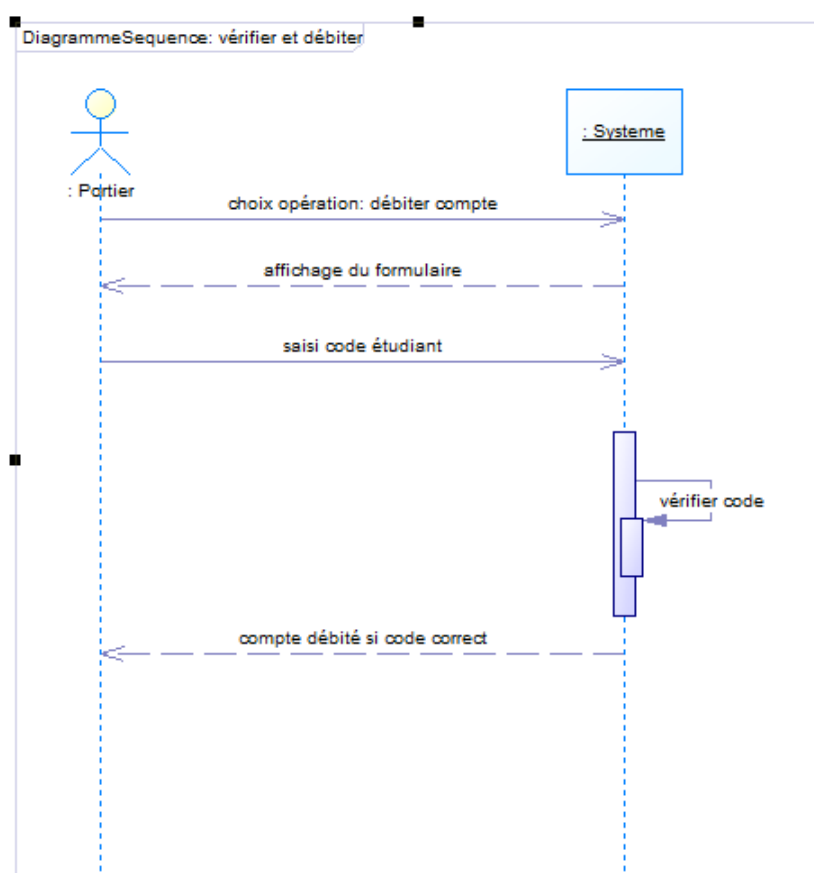 DiagrammeSequence: vérifier et débiter
: Systeme
: Portier
choix opération: débiter compte
affichage du formulaire
saisi code étudiant
vérifier code
compte débité si code correct